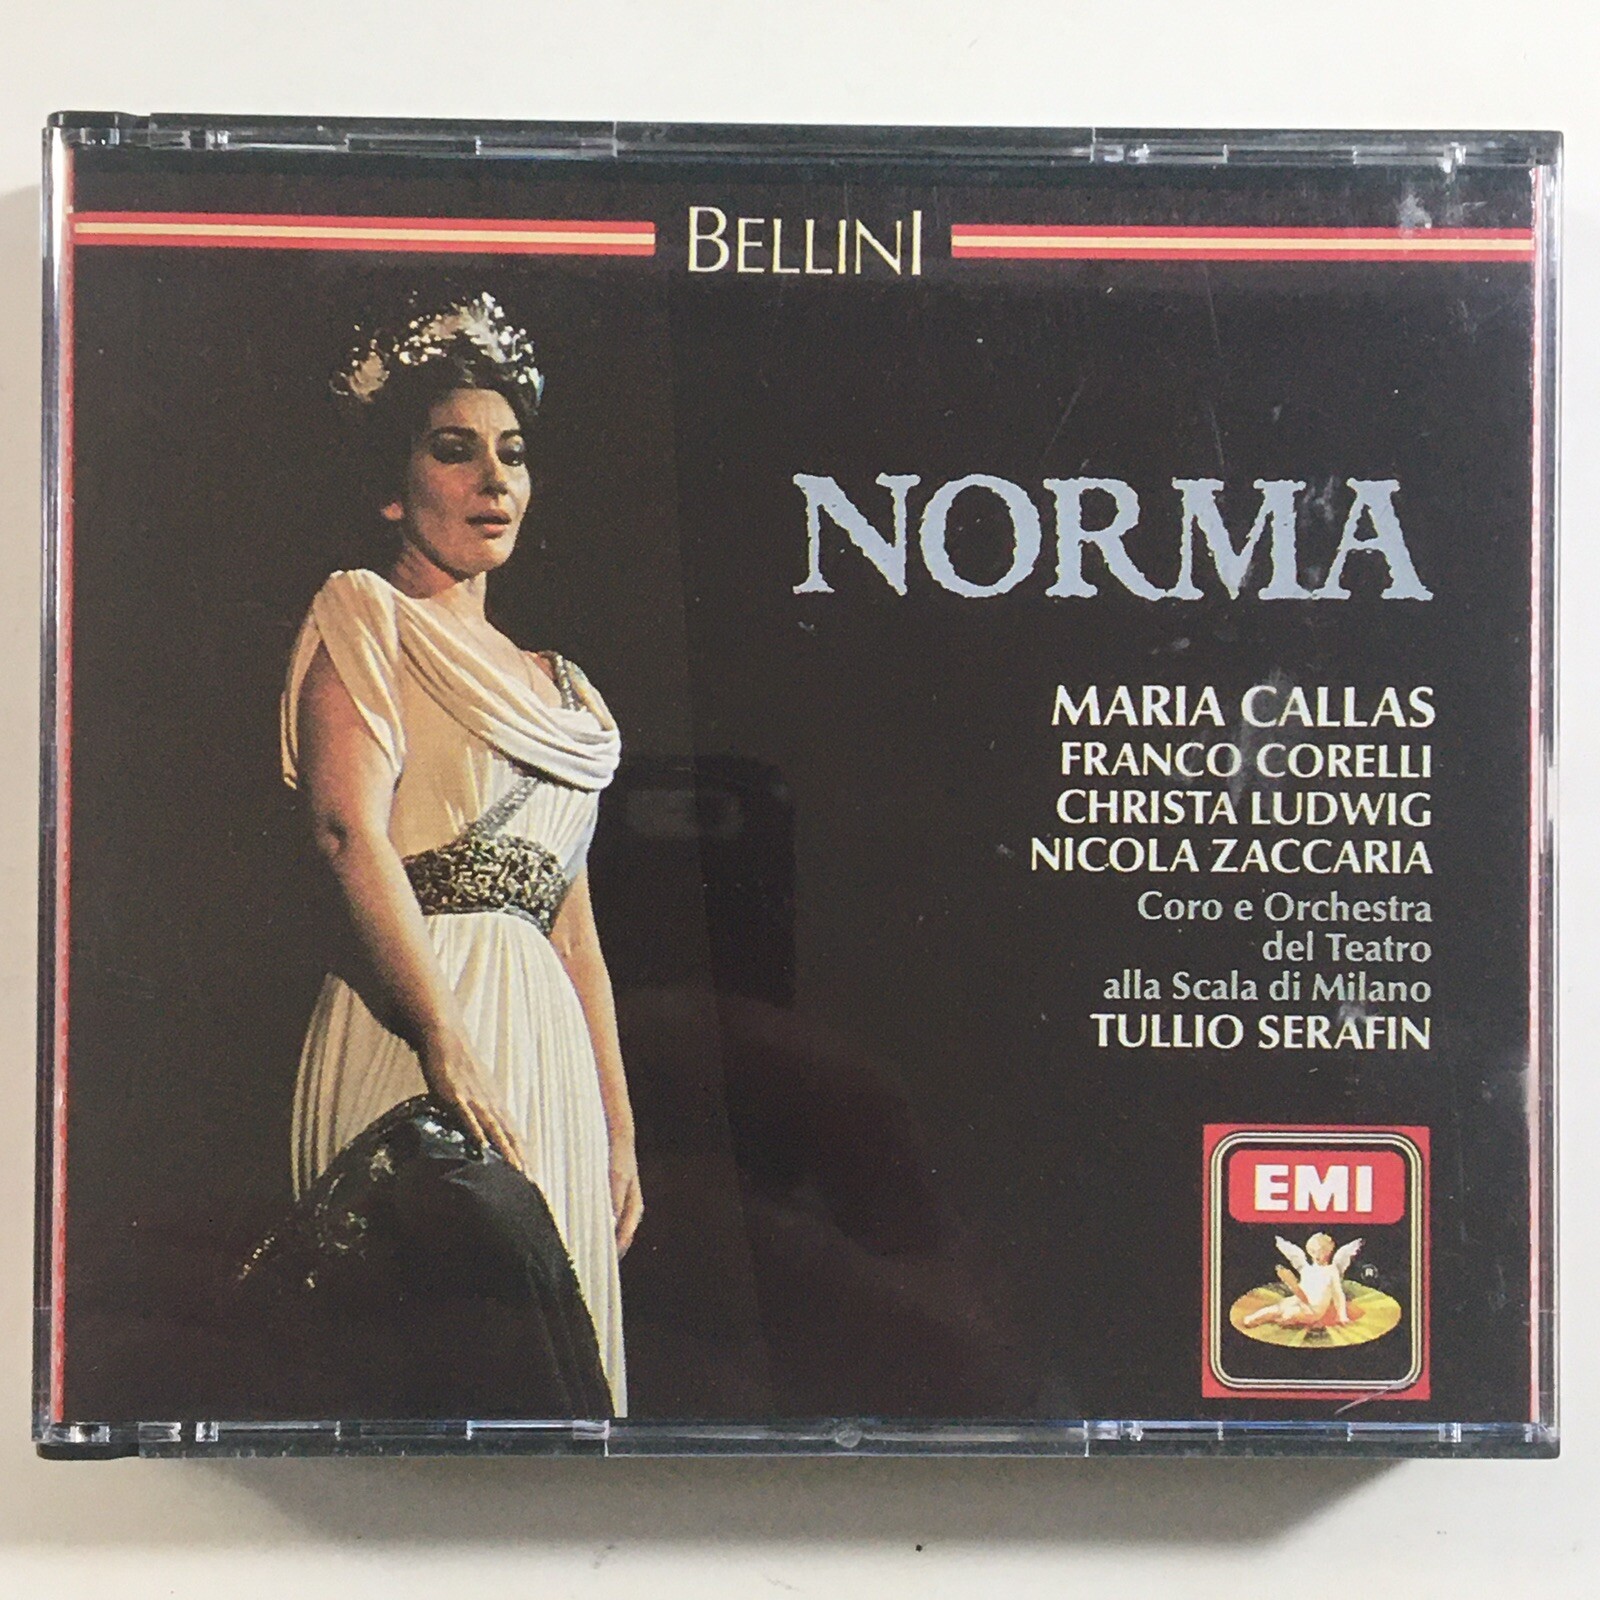 BELLINI
NORMA
MARIA CALLAS
FRANCO CORELLI
CHRISTA LUDWIG
NICOLA ZACCARIA
Coro e Orchestra
del Teatro
alla Scala di Milano
TULLIO SERAFIN
EMI
®